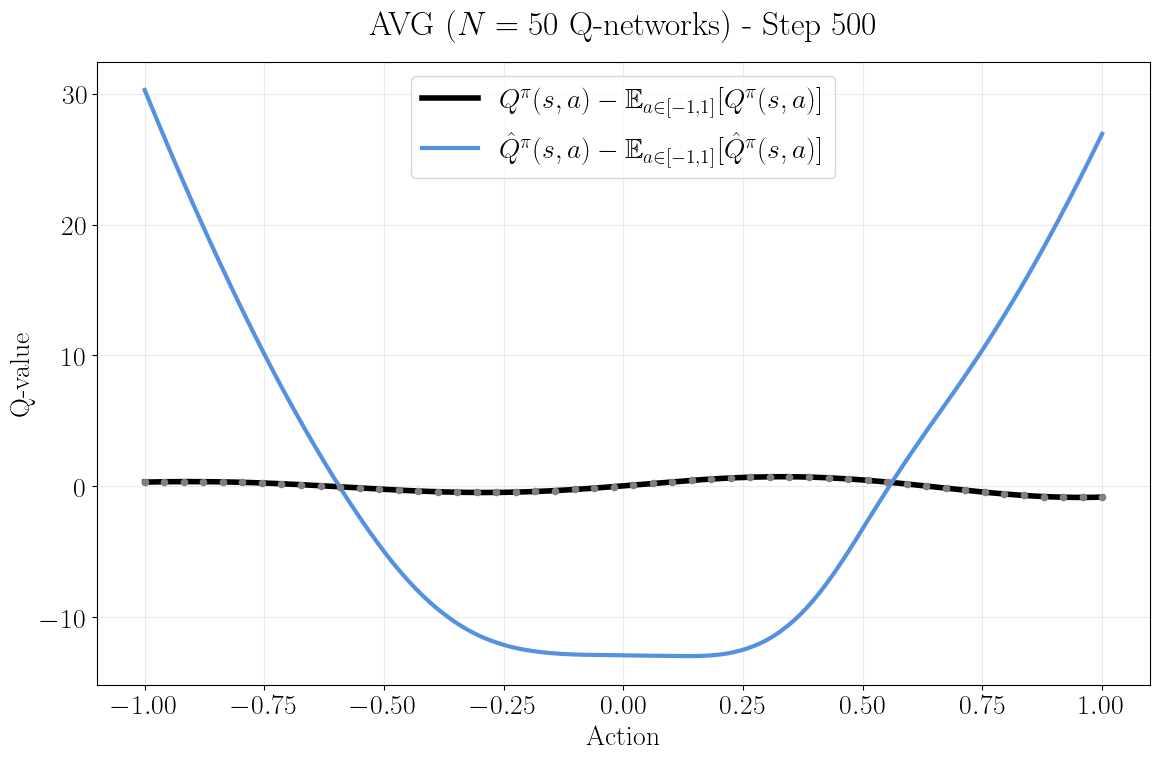 AVG (N = 50 Q-networks) - Step 500
Q^π(s, a) − 𝔼_{a∈[−1,1]}[Q^π(s, a)]
Q̂^π(s, a) − 𝔼_{a∈[−1,1]}[Q̂^π(s, a)]
30
20
10
0
−10
Q-value
−1.00 −0.75 −0.50 −0.25 0.00 0.25 0.50 0.75 1.00
Action